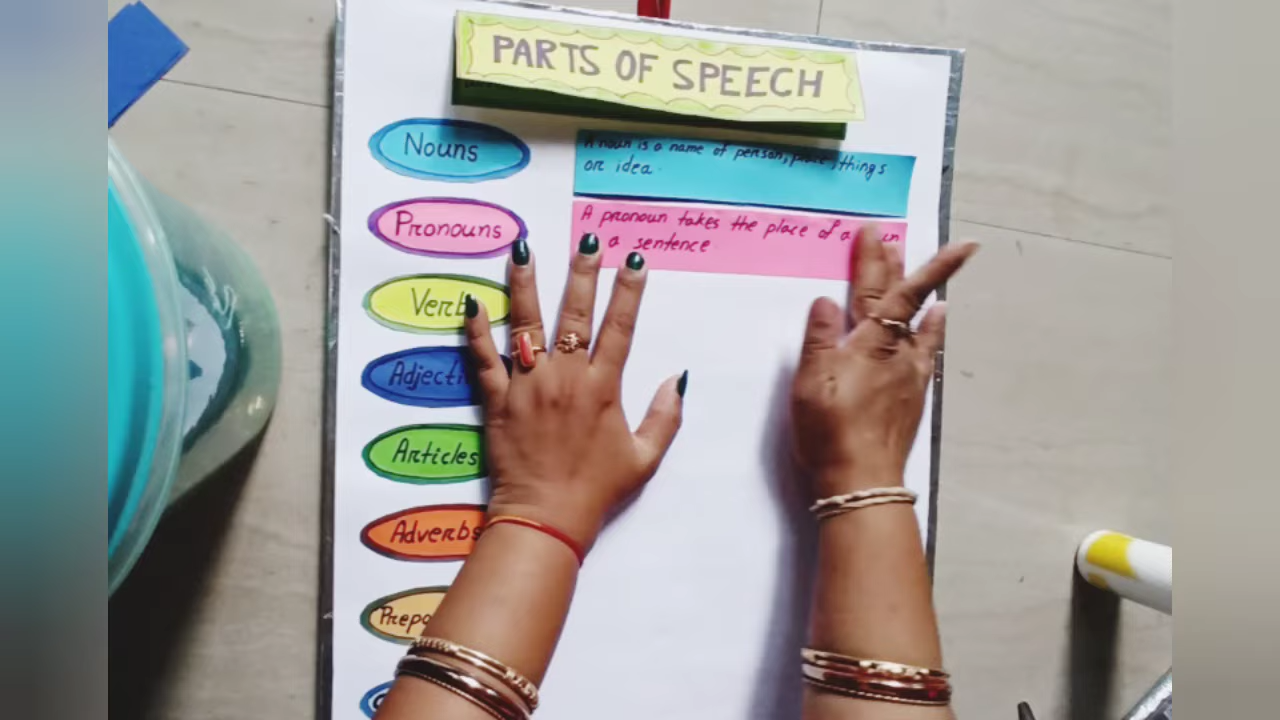 PARTS OF SPEECH
Nouns
A noun is a name of person, place, things
or idea.
Pronouns
A pronoun takes the place of a
a sentence
Verb
Articles
Adverbs